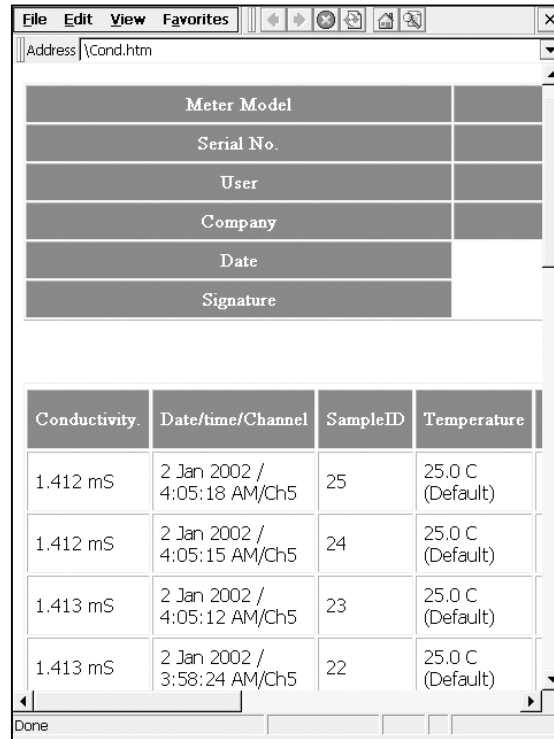 File Edit View Favorites
Address \Cond.htm
Meter Model
Serial No.
User
Company
Date
Signature
Conductivity. Date/time/Channel SampleID Temperature
1.412 mS 2 Jan 2002 / 4:05:18 AM/Ch5 25 25.0 C (Default)
1.412 mS 2 Jan 2002 / 4:05:15 AM/Ch5 24 25.0 C (Default)
1.413 mS 2 Jan 2002 / 4:05:12 AM/Ch5 23 25.0 C (Default)
1.413 mS 2 Jan 2002 / 3:58:24 AM/Ch5 22 25.0 C (Default)
Done